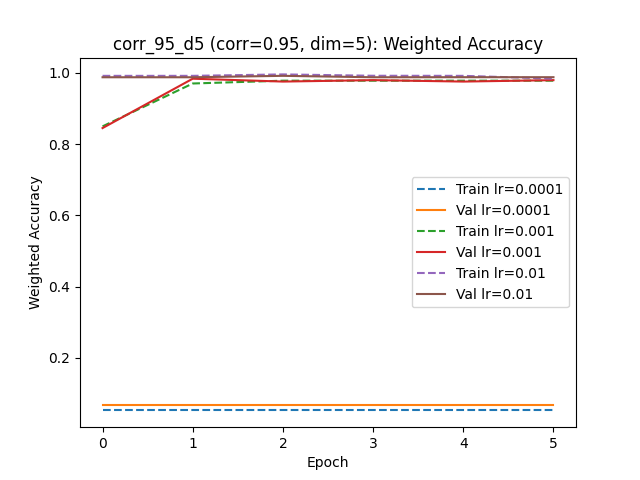 corr_95_d5 (corr=0.95, dim=5): Weighted Accuracy
Weighted Accuracy
1.0
0.8
0.6
0.4
0.2
Train lr=0.0001
Val lr=0.0001
Train lr=0.001
Val lr=0.001
Train lr=0.01
Val lr=0.01
0 1 2 3 4 5
Epoch